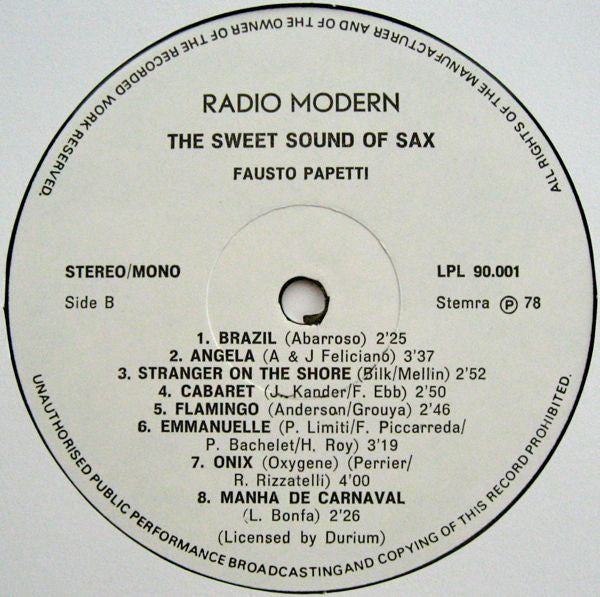 ALL RIGHTS OF THE MANUFACTURER AND OF THE OWNER OF THE RECORDED WORK RESERVED.
RADIO MODERN
THE SWEET SOUND OF SAX
FAUSTO PAPETTI
STEREO/MONO LPL 90.001
Side B Stemra Ⓟ 78
1. BRAZIL (Abarroso) 2'25
2. ANGELA (A & J Feliciano) 3'37
3. STRANGER ON THE SHORE (Bilk/Mellin) 2'52
4. CABARET (J. Kander/F. Ebb) 2'50
5. FLAMINGO (Anderson/Grouya) 2'46
6. EMMANUELLE (P. Limiti/F. Piccarreda/
P. Bachelet/H. Roy) 3'19
7. ONIX (Oxygene) (Perrier/
R. Rizzatelli) 4'00
8. MANHA DE CARNAVAL
(L. Bonfa) 2'26
(Licensed by Durium)
UNAUTHORISED PUBLIC PERFORMANCE BROADCASTING AND COPYING OF THIS RECORD PROHIBITED.